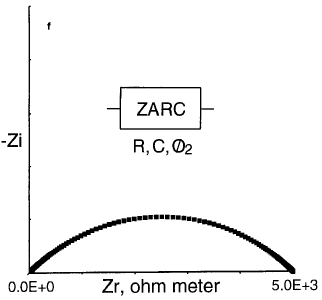 f
ZARC
R, C, Ø2
-Zi
0.0E+0 Zr, ohm meter 5.0E+3